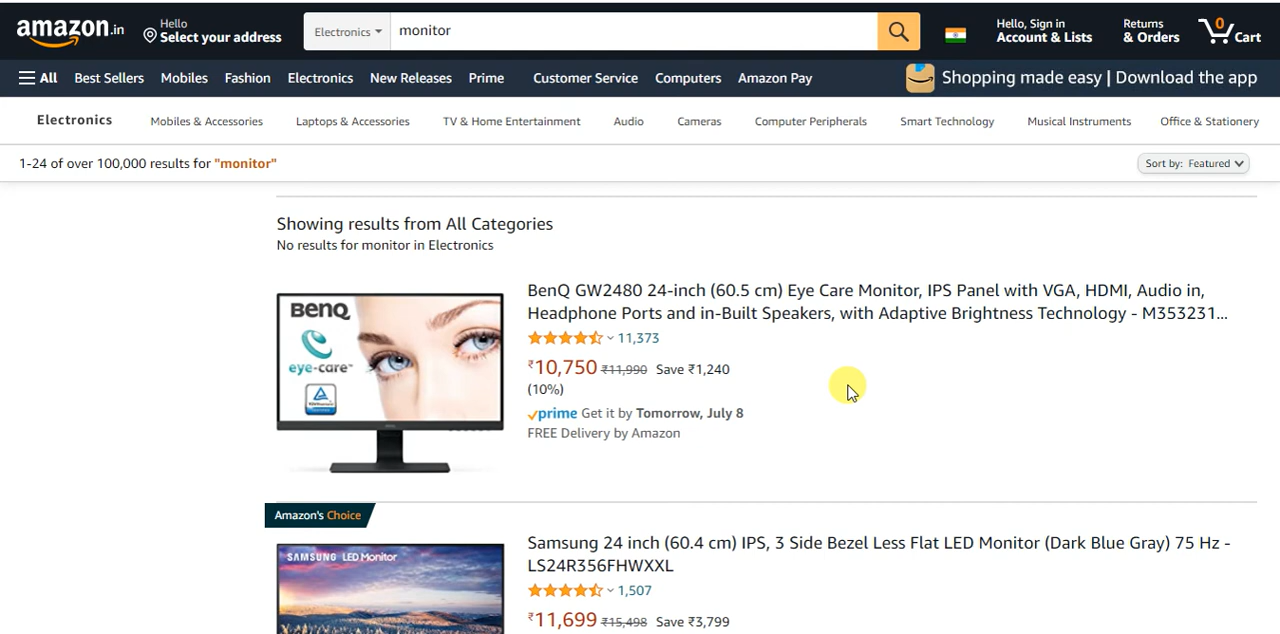 amazon.in
Hello
Select your address
Electronics
monitor
Hello, Sign in
Account & Lists
Returns
& Orders
0
Cart
All Best Sellers Mobiles Fashion Electronics New Releases Prime Customer Service Computers Amazon Pay
Shopping made easy | Download the app
Electronics Mobiles & Accessories Laptops & Accessories TV & Home Entertainment Audio Cameras Computer Peripherals Smart Technology Musical Instruments Office & Stationery
1-24 of over 100,000 results for "monitor"
Sort by: Featured
Showing results from All Categories
No results for monitor in Electronics
BenQ
eye-care™
BenQ GW2480 24-inch (60.5 cm) Eye Care Monitor, IPS Panel with VGA, HDMI, Audio in,
Headphone Ports and in-Built Speakers, with Adaptive Brightness Technology - M353231...
11,373
₹10,750 ₹11,990 Save ₹1,240
(10%)
prime Get it by Tomorrow, July 8
FREE Delivery by Amazon
Amazon's Choice
SAMSUNG LED Monitor
Samsung 24 inch (60.4 cm) IPS, 3 Side Bezel Less Flat LED Monitor (Dark Blue Gray) 75 Hz -
LS24R356FHWXXL
1,507
₹11,699 ₹15,498 Save ₹3,799